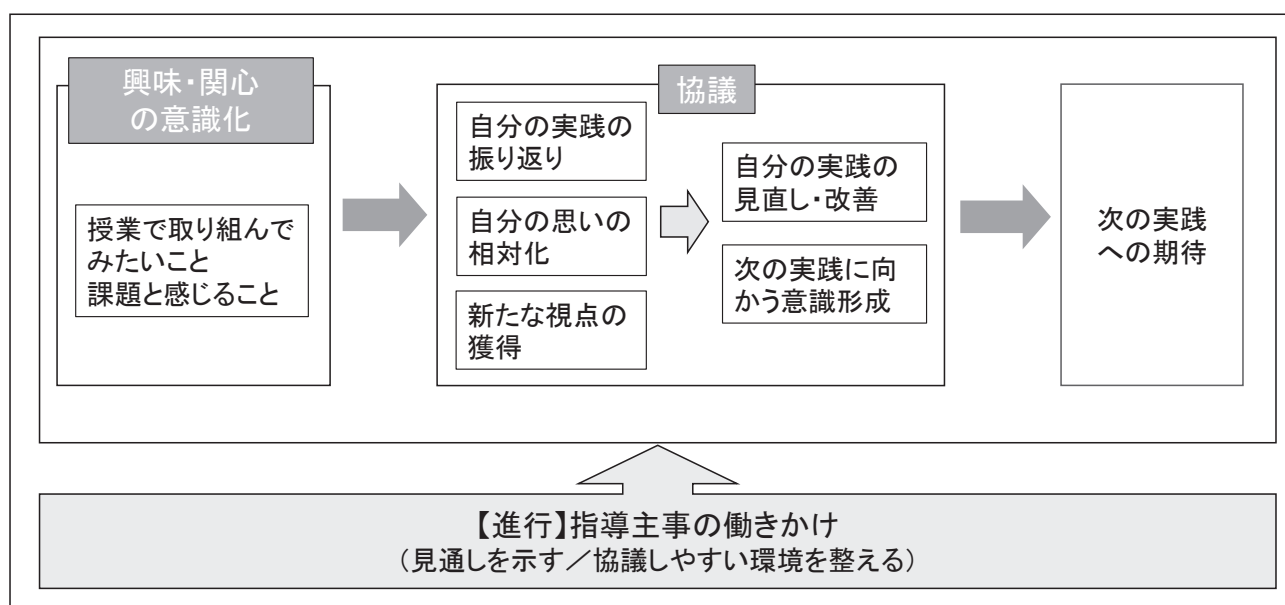 興味・関心
の意識化
授業で取り組んで
みたいこと
課題と感じること
協議
自分の実践の
振り返り
自分の思いの
相対化
新たな視点の
獲得
自分の実践の
見直し・改善
次の実践に向
かう意識形成
次の実践
への期待
【進行】指導主事の働きかけ
（見通しを示す／協議しやすい環境を整える）